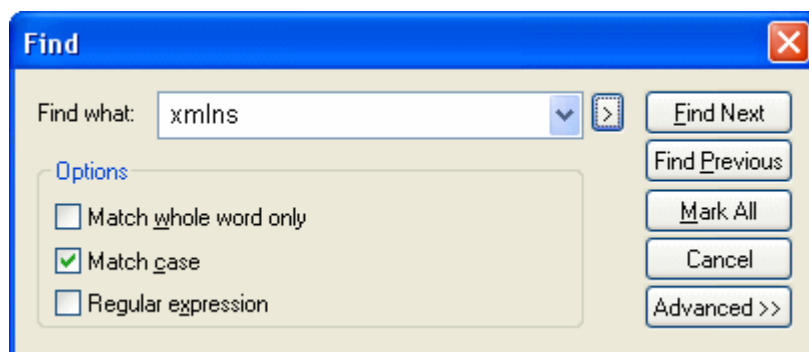 Find
Find what: xmlns > Find Next
Options Find Previous
Match whole word only Mark All
Match case Cancel
Regular expression Advanced >>